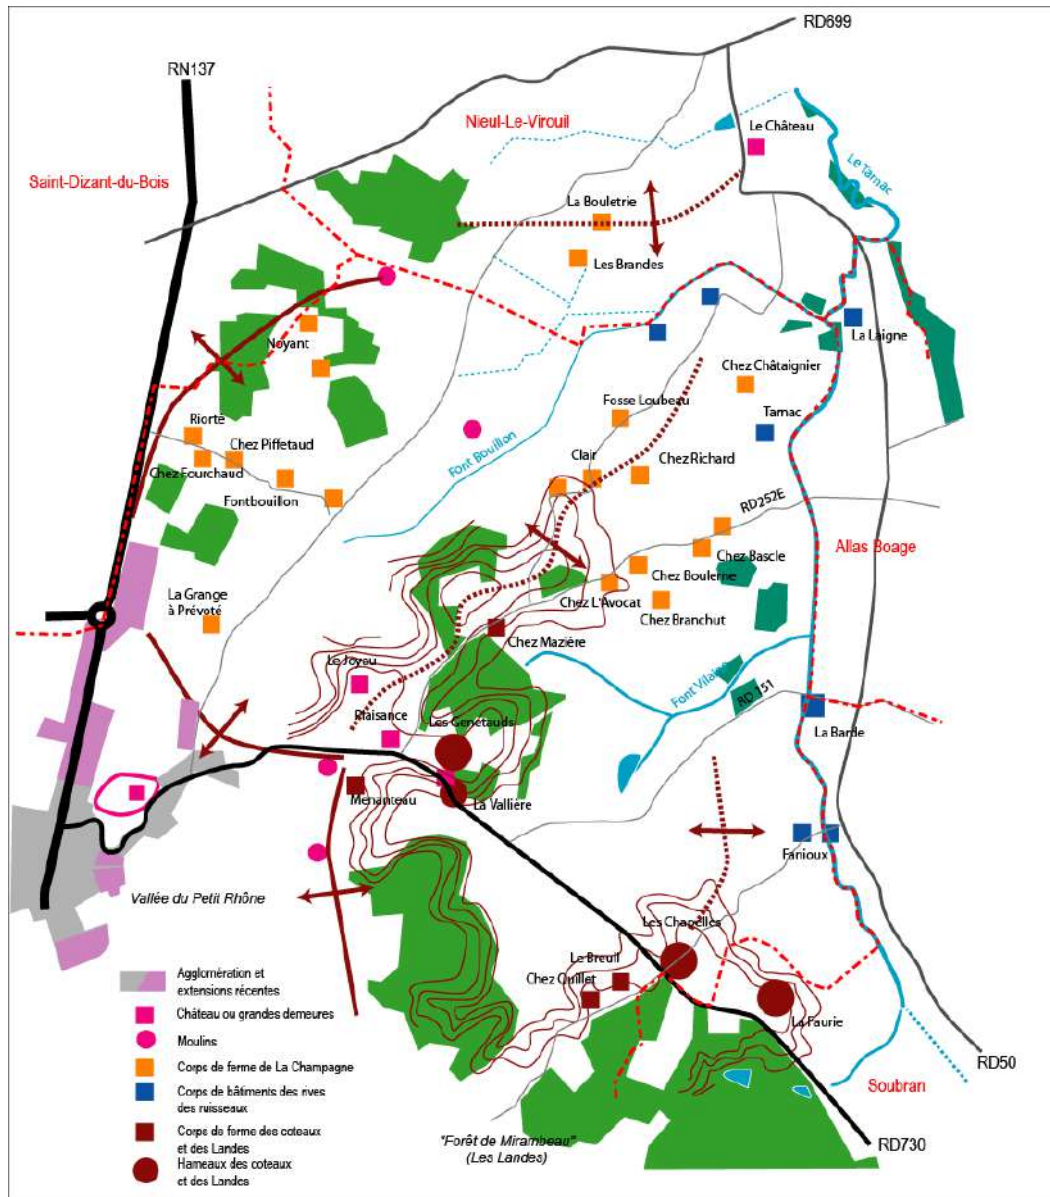 RD699
RN137
Nieul-Le-Virouil
Le Château
Saint-Dizant-du-Bois
Le Tarnac
La Bouletrie
Les Brandes
La Laigne
Noyant
Chez Châtaignier
Fosse Loubeau
Tarnac
Riorté
Chez Piffetaud
Chez Fourchaud
Font Bouillon
Clair
Chez Richard
Fontbouillon
RD252E
Allas Boage
Chez Bascle
Chez Bouleme
Chez L'Avocat
Chez Branchut
La Grange
à Prévoté
Chez Mazière
Le Joyau
Font Vilaine
RD 151
Plaisance
Les Genétauds
La Barde
Menanteau
La Vallière
Fanioux
Vallée du Petit Rhône
Les Chapelles
Le Breuil
Chez Quillet
La Faurie
RD50
Soubran
"Forêt de Mirambeau"
(Les Landes)
RD730
Agglomération et
extensions récentes
Château ou grandes demeures
Moulins
Corps de ferme de La Champagne
Corps de bâtiments des rives
des ruisseaux
Corps de ferme des coteaux
et des Landes
Hameaux des coteaux
et des Landes